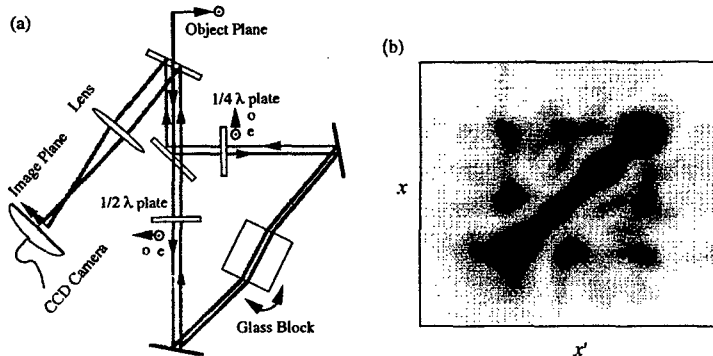 (a)
Object Plane
Lens
1/4 λ plate
o
e
Image Plane
1/2 λ plate
o e
CCD Camera
Glass Block
(b)
x
x'